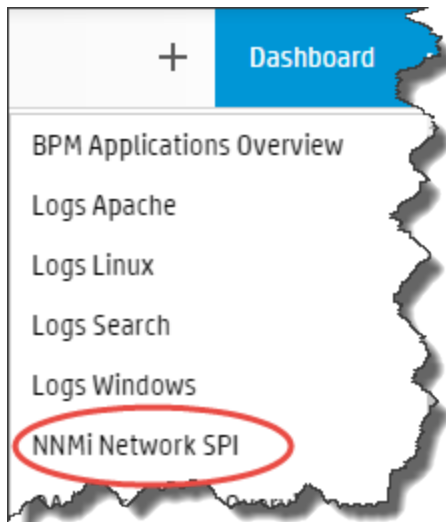 + Dashboard
BPM Applications Overview
Logs Apache
Logs Linux
Logs Search
Logs Windows
NNMi Network SPI